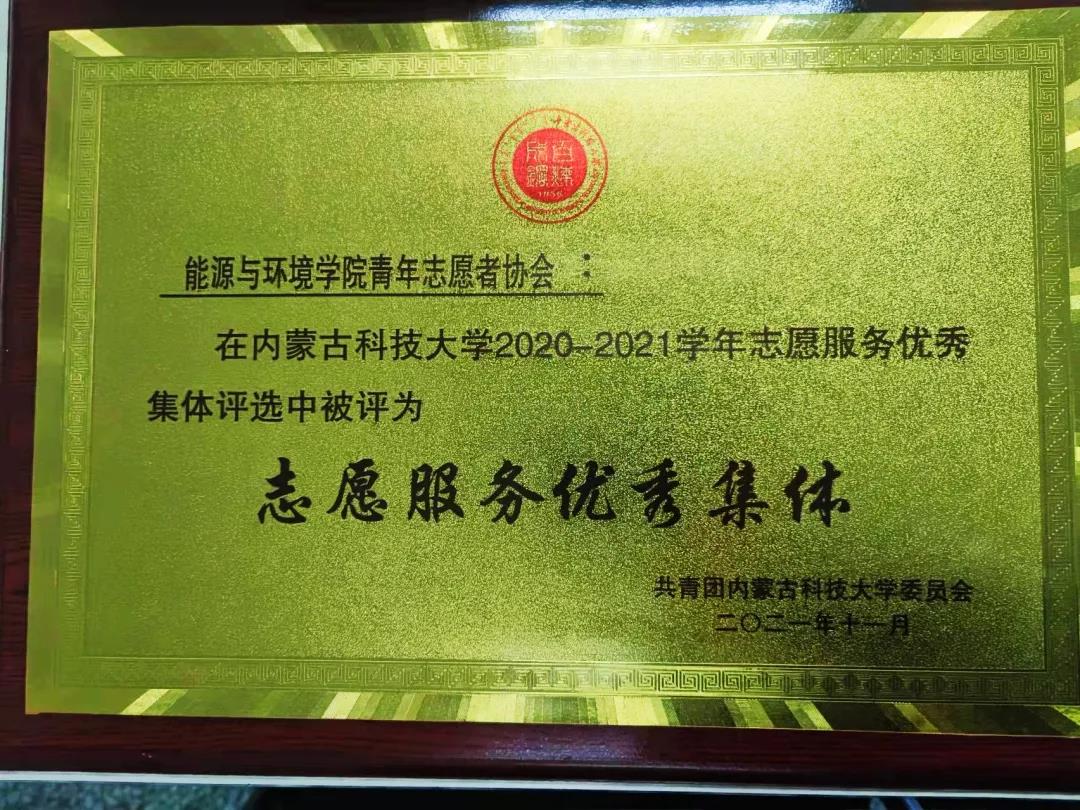 1956
能源与环境学院青年志愿者协会：
在内蒙古科技大学2020-2021学年志愿服务优秀
集体评选中被评为
志愿服务优秀集体
共青团内蒙古科技大学委员会
二〇二一年十一月